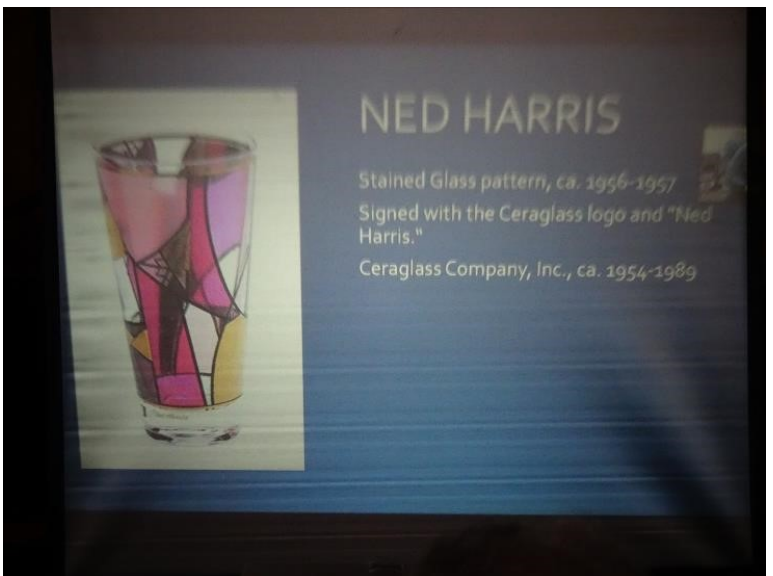 NED HARRIS
Stained Glass pattern, ca. 1956-1957
Signed with the Ceraglass logo and "Ned
Harris."
Ceraglass Company, Inc., ca. 1954-1989